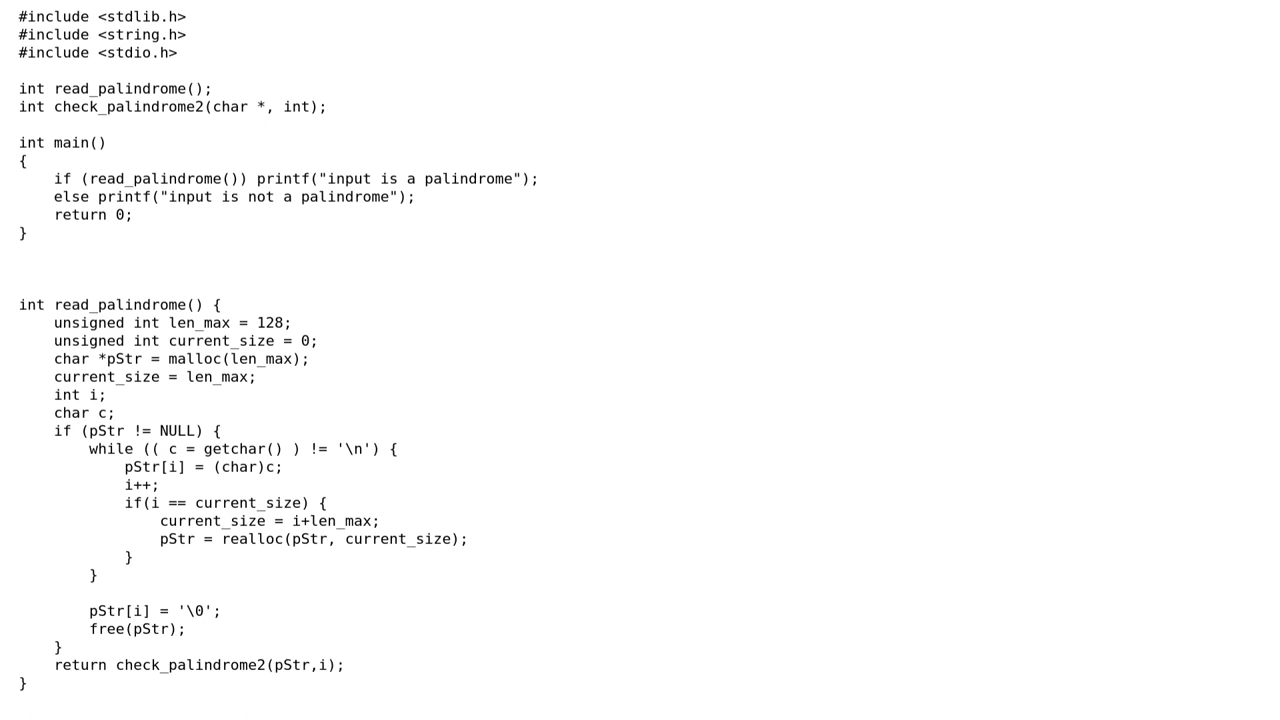 #include <stdlib.h>
#include <string.h>
#include <stdio.h>
int read_palindrome();
int check_palindrome2(char *, int);
int main()
{
    if (read_palindrome()) printf("input is a palindrome");
    else printf("input is not a palindrome");
    return 0;
}
int read_palindrome() {
    unsigned int len_max = 128;
    unsigned int current_size = 0;
    char *pStr = malloc(len_max);
    current_size = len_max;
    int i;
    char c;
    if (pStr != NULL) {
        while (( c = getchar() ) != '\n') {
            pStr[i] = (char)c;
            i++;
            if(i == current_size) {
                current_size = i+len_max;
                pStr = realloc(pStr, current_size);
            }
        }
        pStr[i] = '\0';
        free(pStr);
    }
    return check_palindrome2(pStr,i);
}